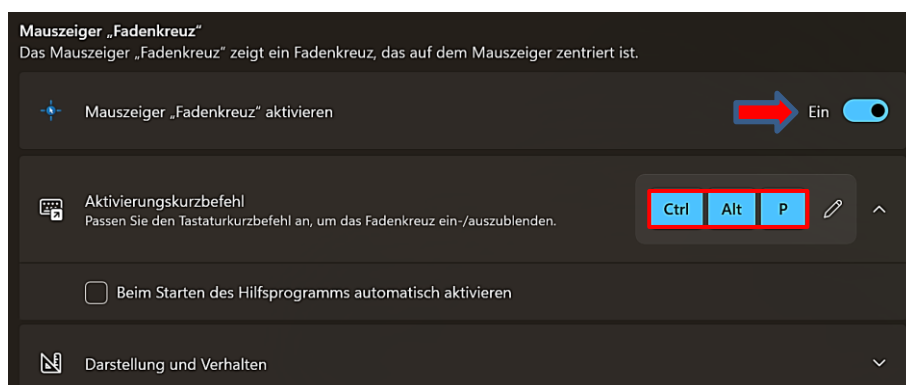 Mauszeiger „Fadenkreuz“
Das Mauszeiger „Fadenkreuz“ zeigt ein Fadenkreuz, das auf dem Mauszeiger zentriert ist.
Mauszeiger „Fadenkreuz“ aktivieren
Ein
Aktivierungskurzbefehl
Passen Sie den Tastaturkurzbefehl an, um das Fadenkreuz ein-/auszublenden.
Ctrl Alt P
Beim Starten des Hilfsprogramms automatisch aktivieren
Darstellung und Verhalten